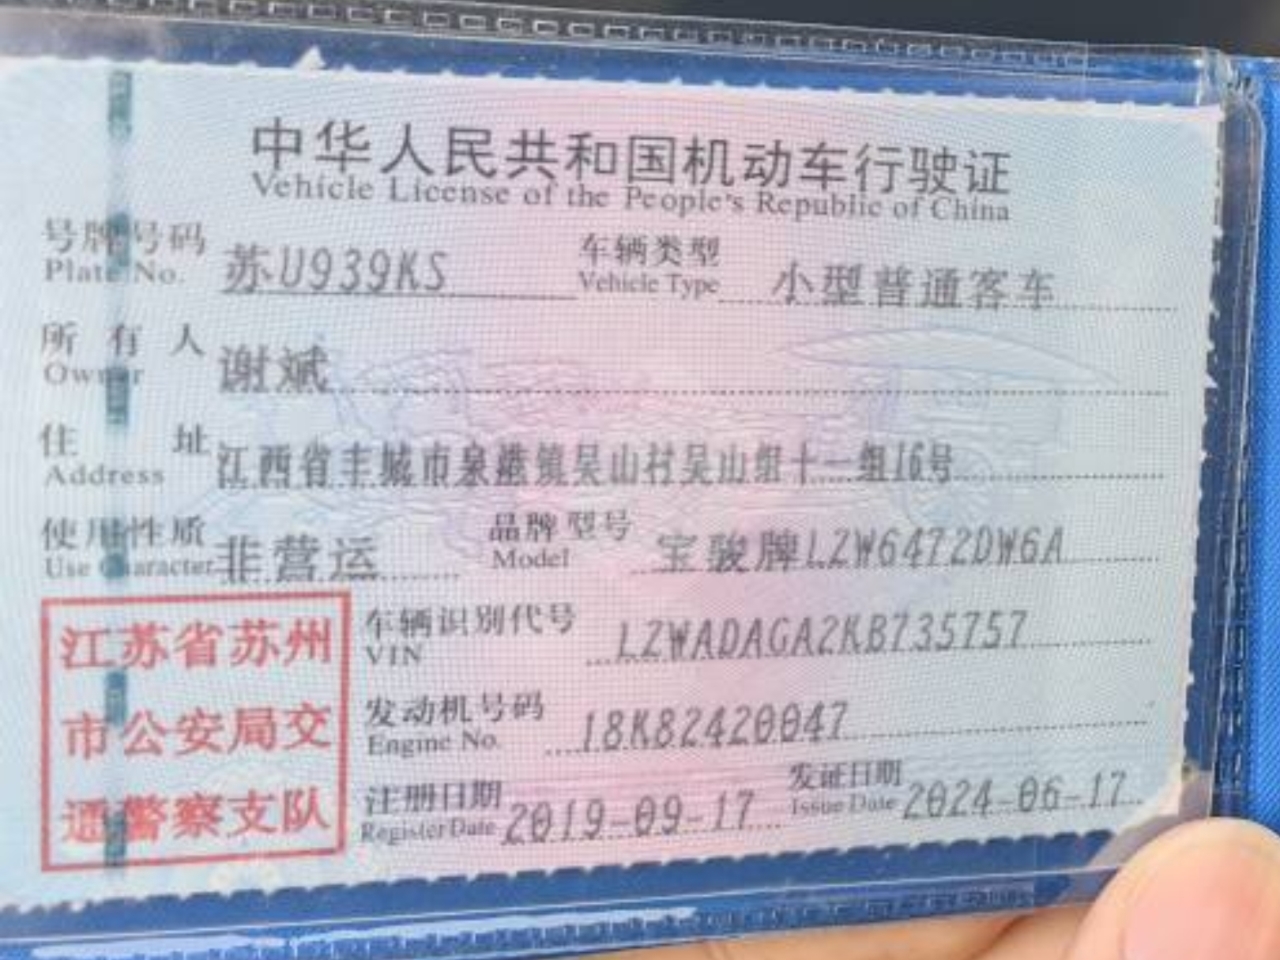 中华人民共和国机动车行驶证
Vehicle License of the People's Republic of China
号牌号码 苏U939KS 车辆类型 小型普通客车
Plate No. Vehicle Type
所有人 谢斌
Owner
住址 江西省丰城市泉港镇吴山村吴山组十一组16号
Address
使用性质 非营运 品牌型号 宝骏牌LZW6472DW6A
Use Character Model
车辆识别代号 LZWADAGA2KB735757
VIN
发动机号码 18K82420047
Engine No.
注册日期 2019-09-17 发证日期 2024-06-17
Register Date Issue Date
江苏省苏州
市公安局交
通警察支队